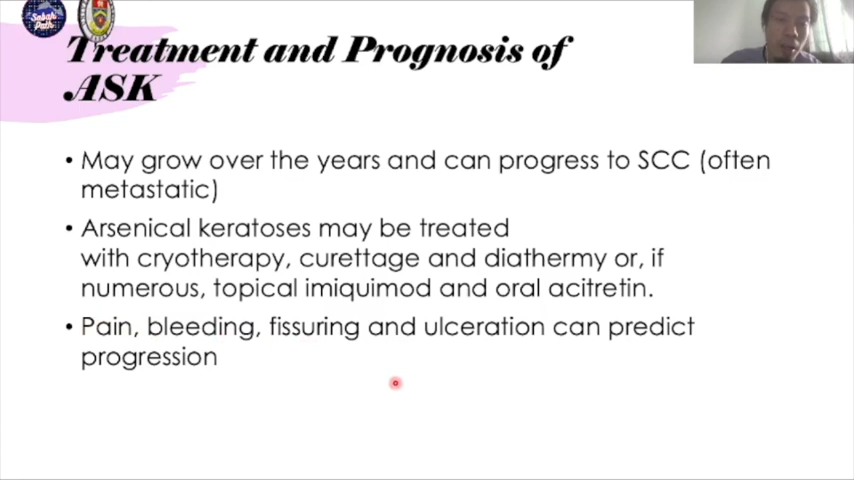 Sabah
Path
Treatment and Prognosis of
ASK
• May grow over the years and can progress to SCC (often
metastatic)
• Arsenical keratoses may be treated
with cryotherapy, curettage and diathermy or, if
numerous, topical imiquimod and oral acitretin.
• Pain, bleeding, fissuring and ulceration can predict
progression